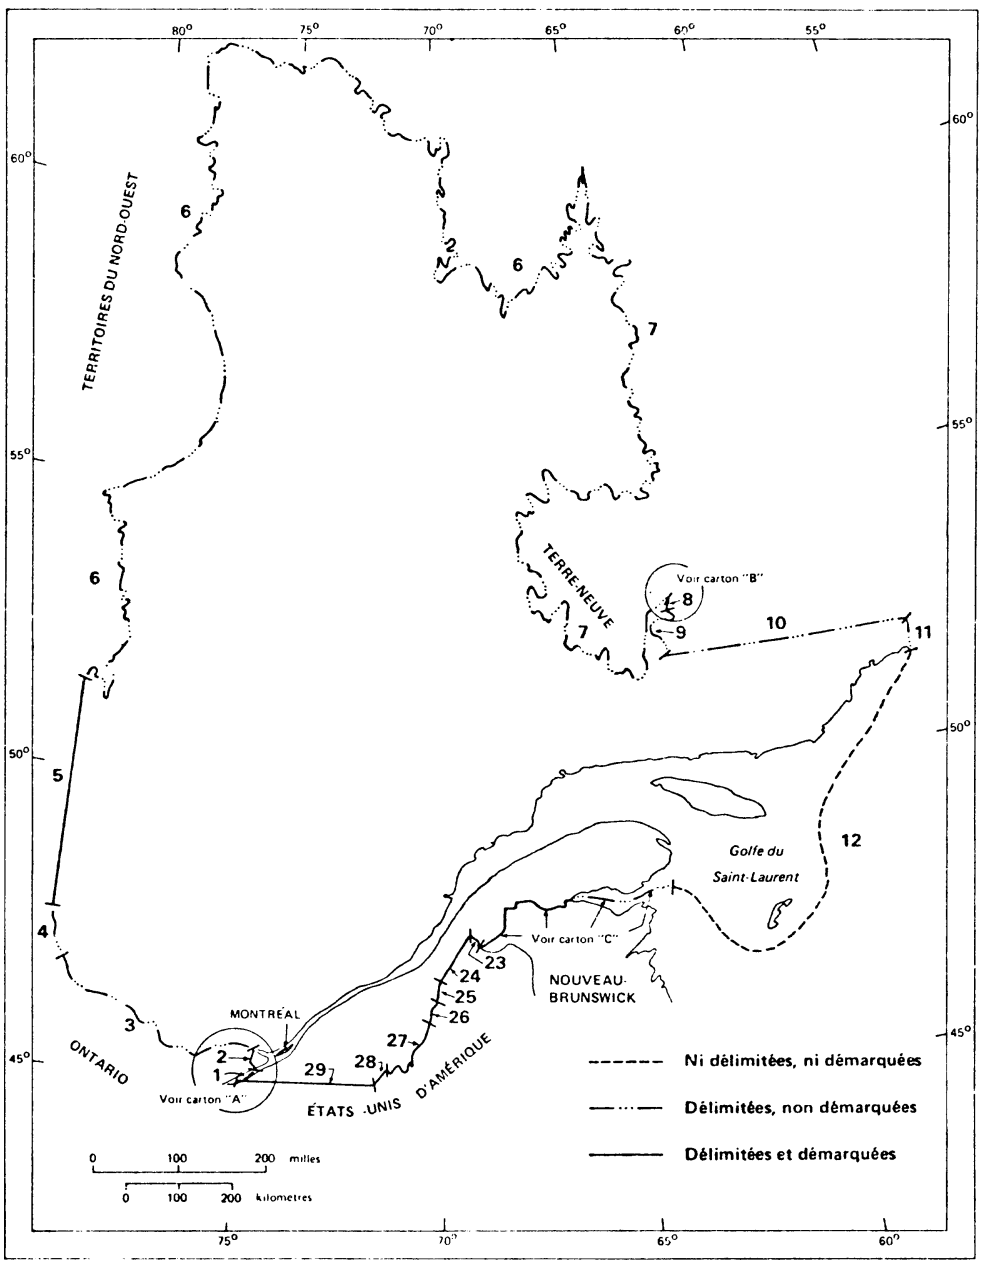 80° 75° 70° 65° 60° 55°
60°
60°
TERRITOIRES DU NORD-OUEST
6
2
6
7
55°
55°
6
TERRE-NEUVE
Voir carton "B"
8
7
9
10
11
50°
50°
5
12
Golfe du
Saint-Laurent
4
Voir carton "C"
23
24
25
26
NOUVEAU-
BRUNSWICK
MONTRÉAL
3
27
45°
45°
ONTARIO
2
1
29
28
Voir carton "A"
ÉTATS-UNIS D'AMÉRIQUE
Ni délimitées, ni démarquées
Délimitées, non démarquées
Délimitées et démarquées
0 100 200 milles
0 100 200 kilomètres
75° 70° 65° 60°